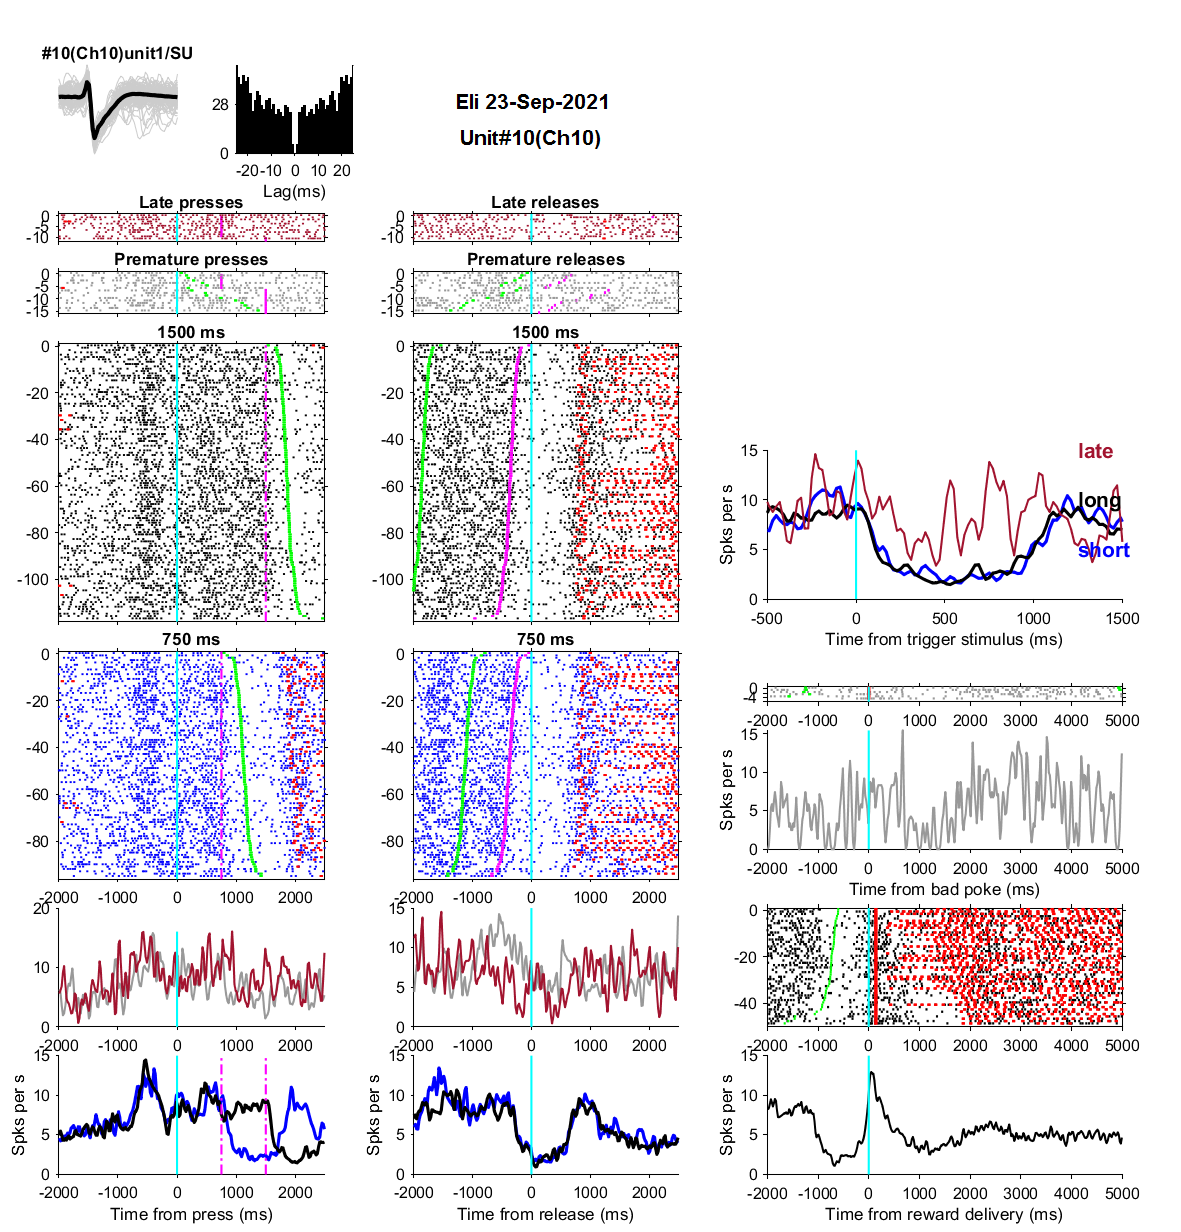 #10(Ch10)unit1/SU
28
0
-20 -10 0 10 20
Lag(ms)
Eli 23-Sep-2021
Unit#10(Ch10)
Late presses
0
-5
-10
Late releases
0
-5
-10
Premature presses
0
-5
-10
-15
Premature releases
0
-5
-10
-15
1500 ms
0
-20
-40
-60
-80
-100
1500 ms
0
-20
-40
-60
-80
-100
750 ms
0
-20
-40
-60
-80
-2000 -1000 0 1000 2000
750 ms
0
-20
-40
-60
-80
-2000 -1000 0 1000 2000
20
10
0
-2000 -1000 0 1000 2000
15
10
5
0
-2000 -1000 0 1000 2000
Spks per s
15
10
5
0
-2000 -1000 0 1000 2000
Time from press (ms)
Spks per s
15
10
5
0
-2000 -1000 0 1000 2000
Time from release (ms)
late
long
short
Spks per s
15
10
5
0
-500 0 500 1000 1500
Time from trigger stimulus (ms)
0
-4
-2000 -1000 0 1000 2000 3000 4000 5000
Spks per s
15
10
5
0
-2000 -1000 0 1000 2000 3000 4000 5000
Time from bad poke (ms)
0
-20
-40
-2000 -1000 0 1000 2000 3000 4000 5000
Spks per s
15
10
5
0
-2000 -1000 0 1000 2000 3000 4000 5000
Time from reward delivery (ms)